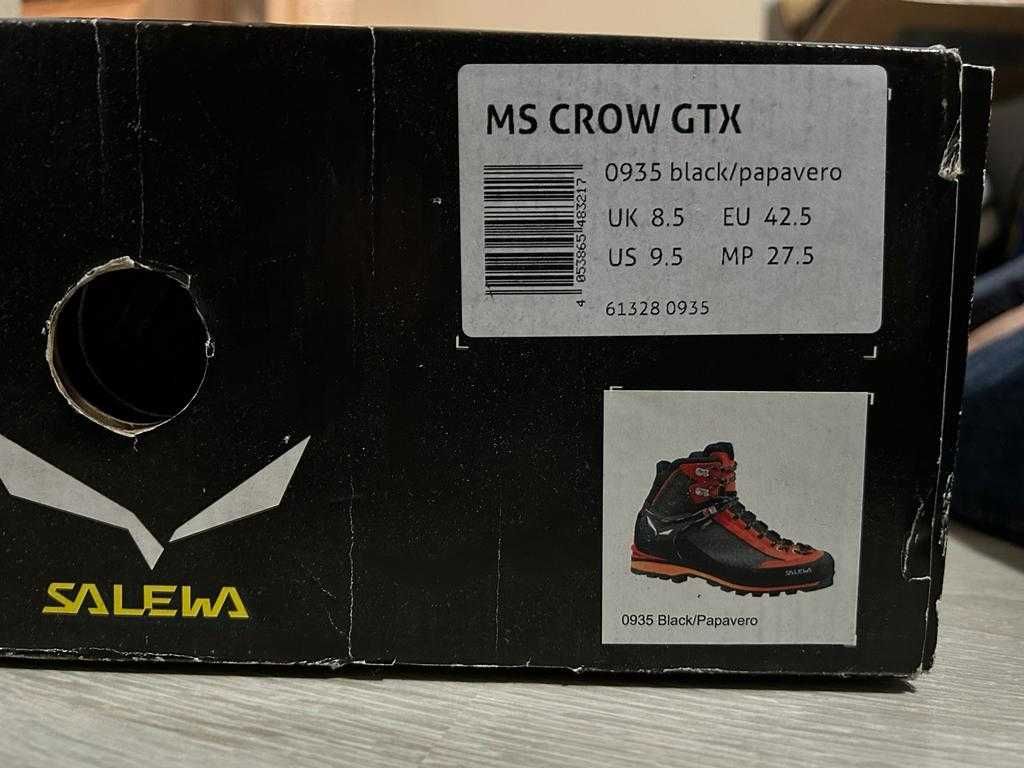 MS CROW GTX
0935 black/papavero
UK 8.5 EU 42.5
US 9.5 MP 27.5
4 053865 483217
61328 0935
SALEWA
SALEWA
0935 Black/Papavero